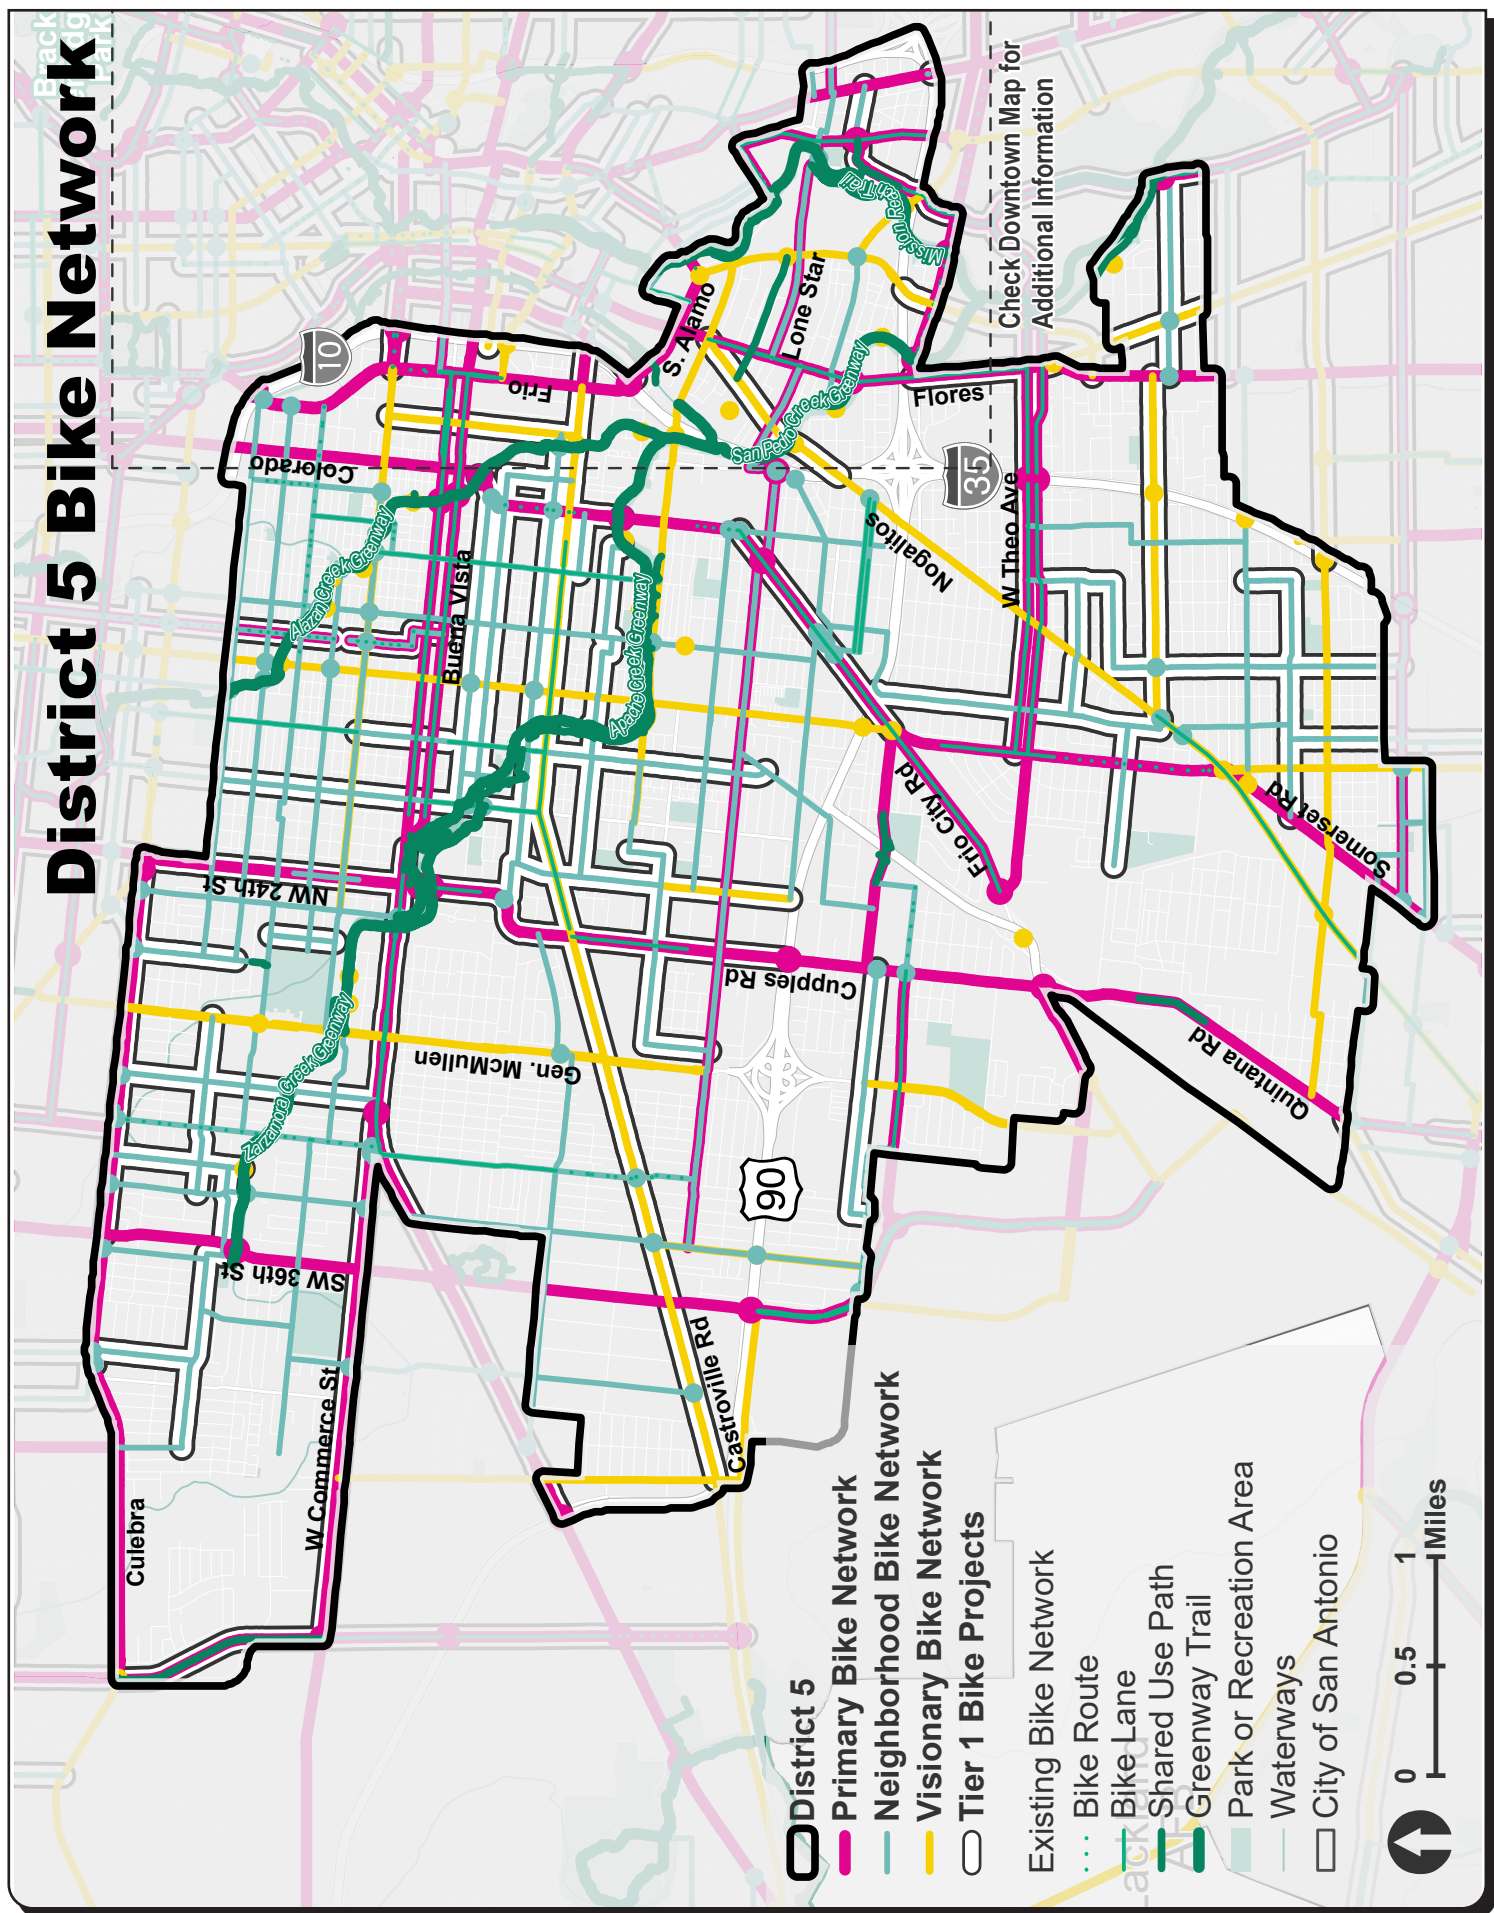 District 5 Bike Network
Brack
idg
Park
10
Check Downtown Map for
Additional Information
S. Alamo
Lone Star
Mission Reach Trail
San Pedro Creek Greenway
Flores
Frio
Colorado
35
Nogalitos
W Theo Ave
Alazan Creek Greenway
Buena Vista
Apache Creek Greenway
Frio City Rd
Somerset Rd
NW 24th St
Cupples Rd
Quintana Rd
Gen. McMullen
Zarzamora Creek Greenway
90
SW 36th St
Castroville Rd
W Commerce St
Culebra
District 5
Primary Bike Network
Neighborhood Bike Network
Visionary Bike Network
Tier 1 Bike Projects
Existing Bike Network
Bike Route
Bike Lane
Shared Use Path
Greenway Trail
Park or Recreation Area
Waterways
City of San Antonio
ackland
AFB
0 0.5 1
Miles